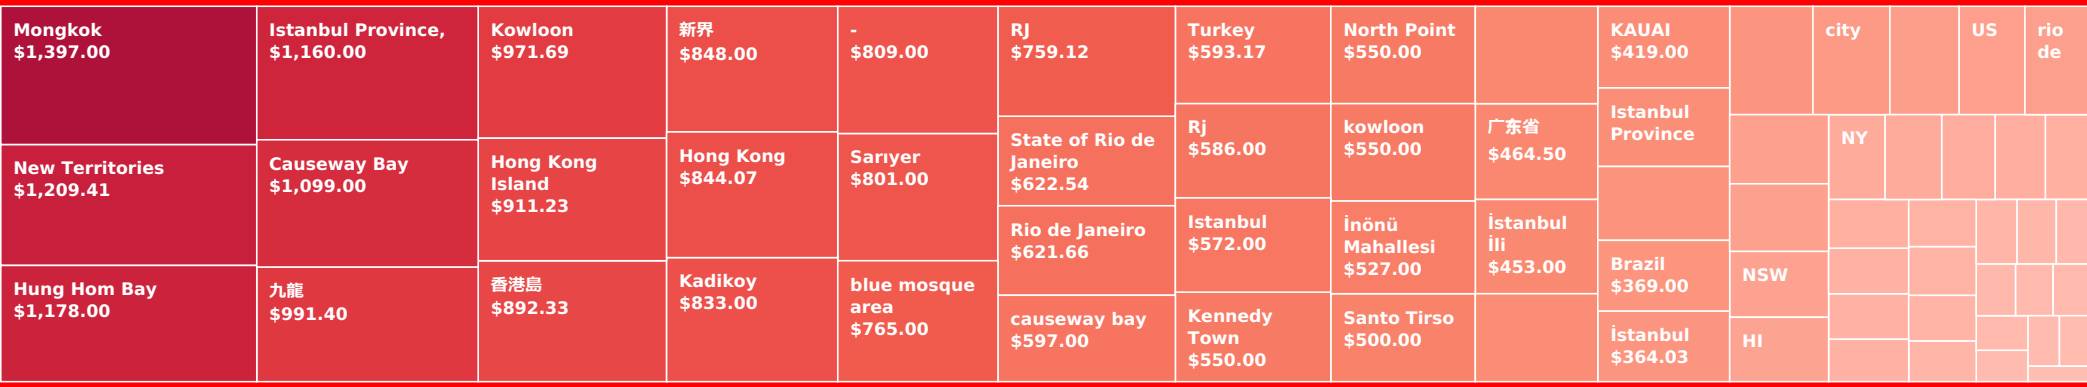 Mongkok
$1,397.00
New Territories
$1,209.41
Hung Hom Bay
$1,178.00
Istanbul Province,
$1,160.00
Causeway Bay
$1,099.00
九龍
$991.40
Kowloon
$971.69
Hong Kong
Island
$911.23
香港島
$892.33
新界
$848.00
Hong Kong
$844.07
Kadikoy
$833.00
-
$809.00
Sarıyer
$801.00
blue mosque
area
$765.00
RJ
$759.12
State of Rio de
Janeiro
$622.54
Rio de Janeiro
$621.66
causeway bay
$597.00
Turkey
$593.17
Rj
$586.00
Istanbul
$572.00
Kennedy
Town
$550.00
North Point
$550.00
kowloon
$550.00
İnönü
Mahallesi
$527.00
Santo Tirso
$500.00
广东省
$464.50
İstanbul
İli
$453.00
KAUAI
$419.00
Istanbul
Province
Brazil
$369.00
İstanbul
$364.03
NSW
HI
city
NY
US
rio
de